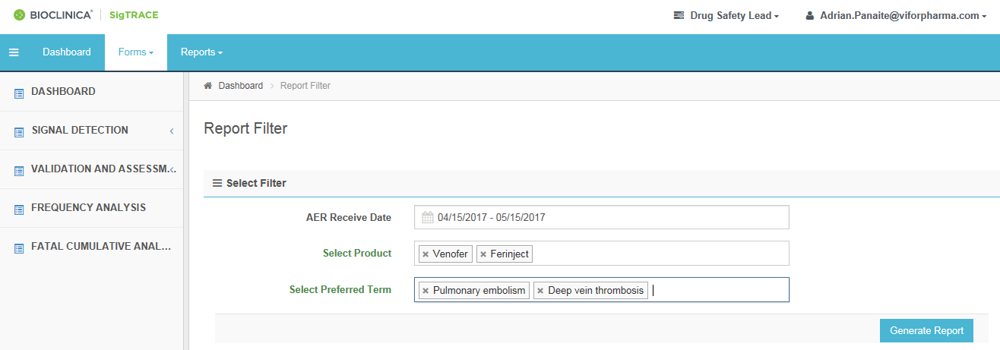 BIOCLINICA® | SigTRACE
Drug Safety Lead
Adrian.Panaite@viforpharma.com
Dashboard
Forms
Reports
DASHBOARD
SIGNAL DETECTION
VALIDATION AND ASSESSM...
FREQUENCY ANALYSIS
FATAL CUMULATIVE ANAL...
Dashboard > Report Filter
Report Filter
Select Filter
AER Receive Date 04/15/2017 - 05/15/2017
Select Product × Venofer × Ferinject
Select Preferred Term × Pulmonary embolism × Deep vein thrombosis
Generate Report